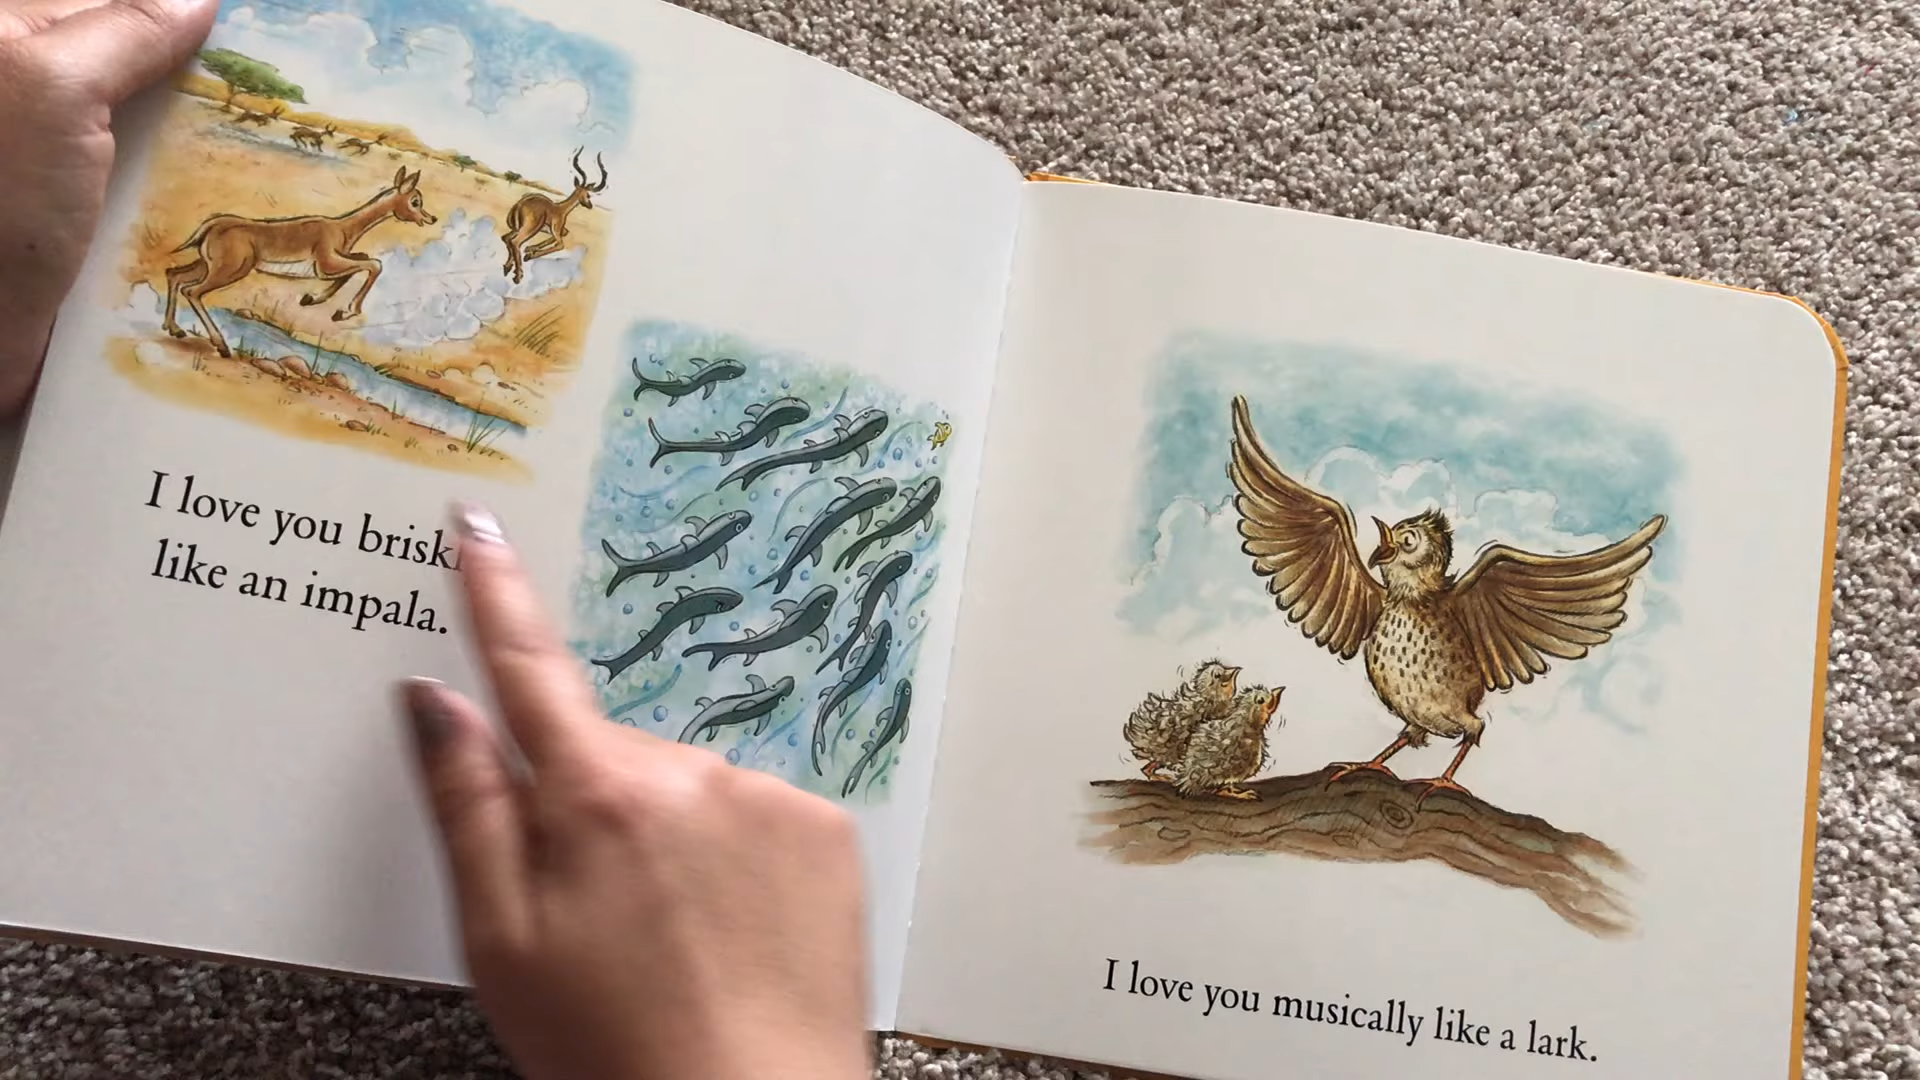 I love you brisk
like an impala.
I love you musically like a lark.